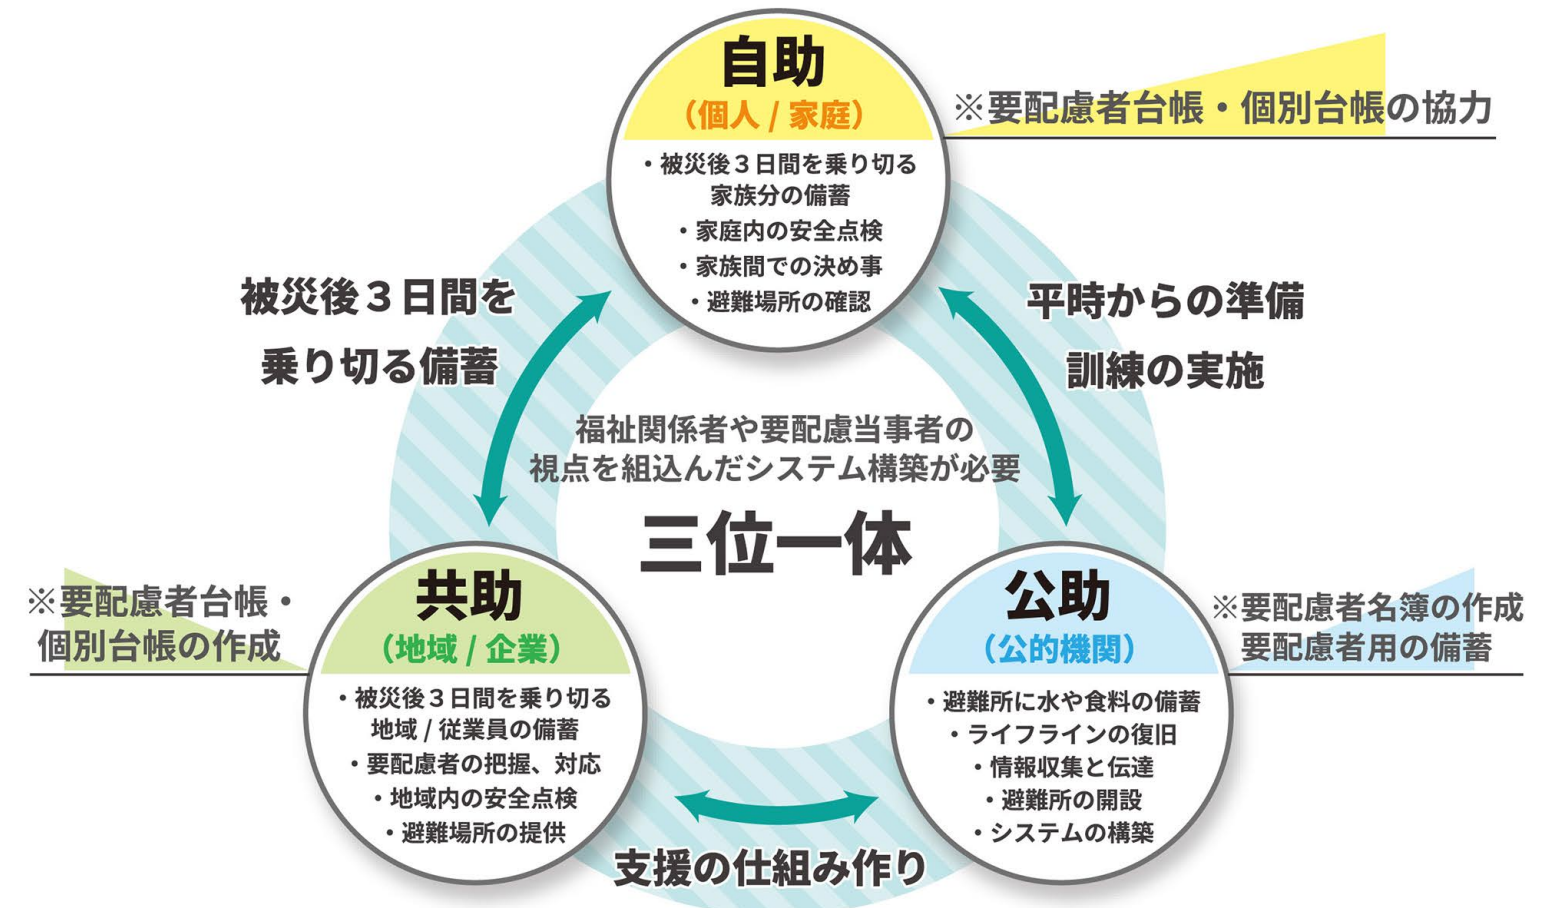 自助
（個人 / 家庭）
・被災後３日間を乗り切る
家族分の備蓄
・家庭内の安全点検
・家族間での決め事
・避難場所の確認
※要配慮者台帳・個別台帳の協力
被災後３日間を
乗り切る備蓄
平時からの準備
訓練の実施
福祉関係者や要配慮当事者の
視点を組込んだシステム構築が必要
三位一体
※要配慮者台帳・
個別台帳の作成
共助
（地域 / 企業）
・被災後３日間を乗り切る
地域 / 従業員の備蓄
・要配慮者の把握、対応
・地域内の安全点検
・避難場所の提供
公助
（公的機関）
・避難所に水や食料の備蓄
・ライフラインの復旧
・情報収集と伝達
・避難所の開設
・システムの構築
※要配慮者名簿の作成
要配慮者用の備蓄
支援の仕組み作り